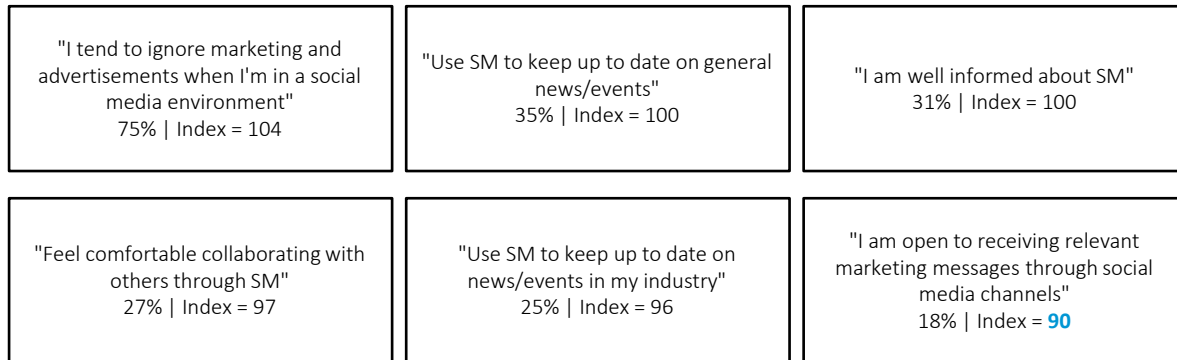 "I tend to ignore marketing and
advertisements when I'm in a social
media environment"
75% | Index = 104
"Use SM to keep up to date on general
news/events"
35% | Index = 100
"I am well informed about SM"
31% | Index = 100
"Feel comfortable collaborating with
others through SM"
27% | Index = 97
"Use SM to keep up to date on
news/events in my industry"
25% | Index = 96
"I am open to receiving relevant
marketing messages through social
media channels"
18% | Index = 90